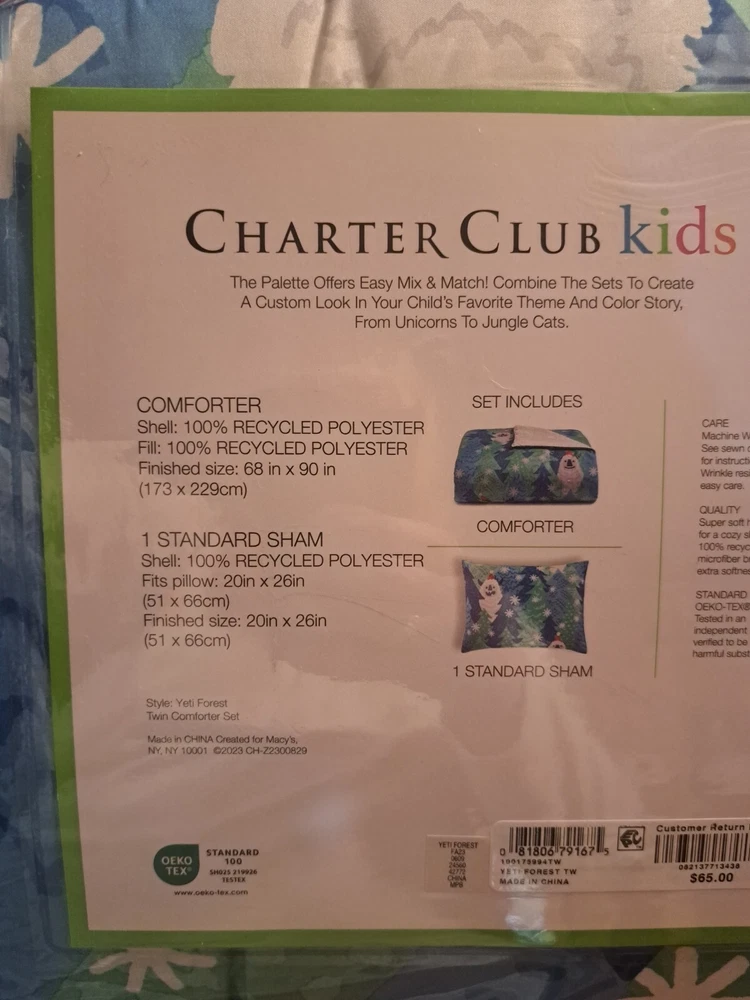 CHARTER CLUB kids
The Palette Offers Easy Mix & Match! Combine The Sets To Create
A Custom Look In Your Child's Favorite Theme And Color Story,
From Unicorns To Jungle Cats.
COMFORTER
Shell: 100% RECYCLED POLYESTER
Fill: 100% RECYCLED POLYESTER
Finished size: 68 in x 90 in
(173 x 229cm)
1 STANDARD SHAM
Shell: 100% RECYCLED POLYESTER
Fits pillow: 20in x 26in
(51 x 66cm)
Finished size: 20in x 26in
(51 x 66cm)
Style: Yeti Forest
Twin Comforter Set
Made in CHINA Created for Macy's,
NY, NY 10001 ©2023 CH-Z2300829
SET INCLUDES
COMFORTER
1 STANDARD SHAM
CARE
Machine W
See sewn
for instructi
Wrinkle res
easy care.
QUALITY
Super soft
for a cozy
100% recyc
microfiber
extra softne
STANDARD
OEKO-TEX®
Tested in an
independent
verified to be
harmful subst
OEKO
TEX®
STANDARD
100
SH025 219926
TESTEX
www.oeko-tex.com
YETI FOREST
FA23
CHINA
0 81806 79167 5
YETI FOREST TW
MADE IN CHINA
Customer Return
082137713438
$65.00